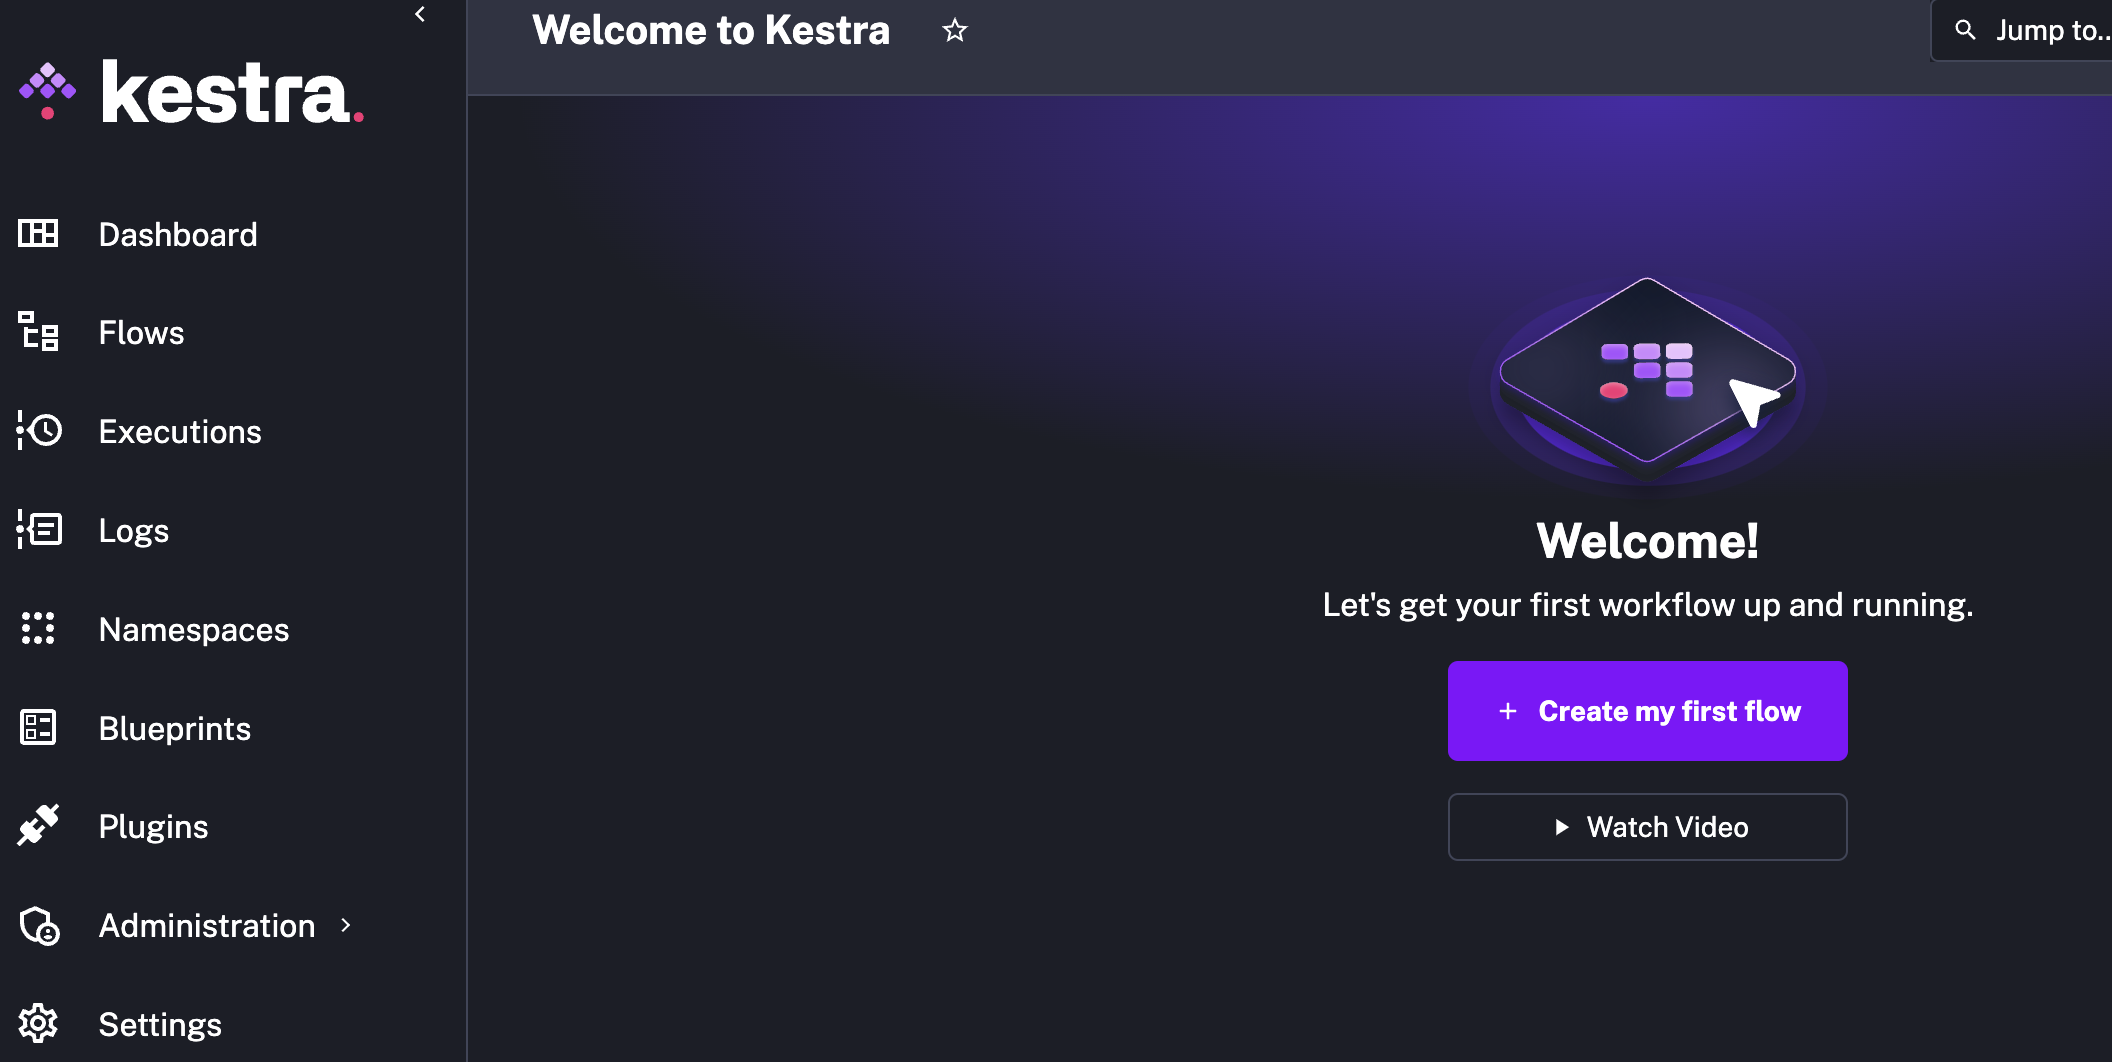 kestra.
Dashboard
Flows
Executions
Logs
Namespaces
Blueprints
Plugins
Administration
Settings
Welcome to Kestra
Jump to..
Welcome!
Let's get your first workflow up and running.
+ Create my first flow
Watch Video